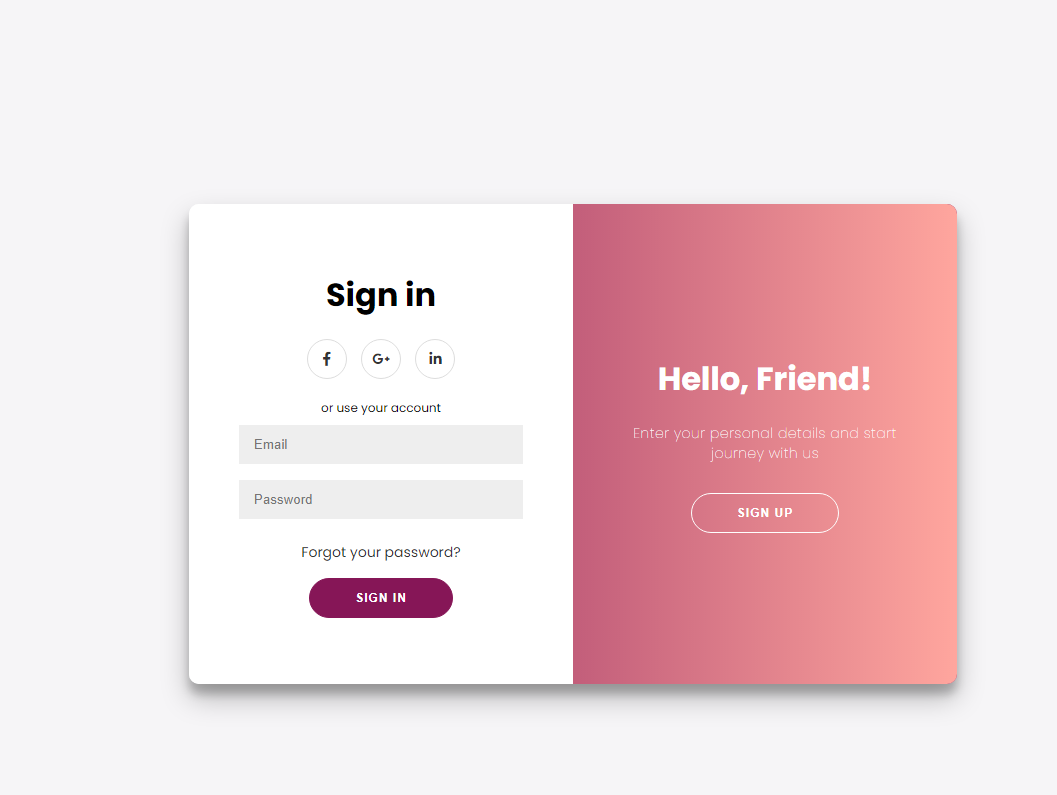 Sign in
f
G+
in
or use your account
Email
Password
Forgot your password?
SIGN IN
Hello, Friend!
Enter your personal details and start
journey with us
SIGN UP